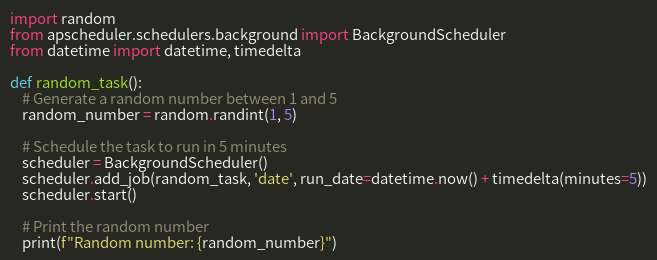 import random
from apscheduler.schedulers.background import BackgroundScheduler
from datetime import datetime, timedelta

def random_task():
    # Generate a random number between 1 and 5
    random_number = random.randint(1, 5)

    # Schedule the task to run in 5 minutes
    scheduler = BackgroundScheduler()
    scheduler.add_job(random_task, 'date', run_date=datetime.now() + timedelta(minutes=5))
    scheduler.start()

    # Print the random number
    print(f"Random number: {random_number}")